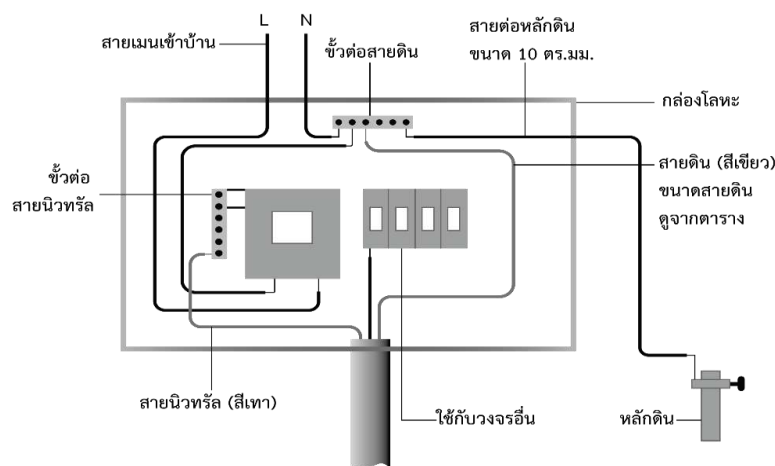 L N
สายเมนเข้าบ้าน
ขั้วต่อสายดิน
สายต่อหลักดิน
ขนาด 10 ตร.มม.
กล่องโลหะ
ขั้วต่อ
สายนิวทรัล
สายดิน (สีเขียว)
ขนาดสายดิน
ดูจากตาราง
สายนิวทรัล (สีเทา)
ใช้กับวงจรอื่น
หลักดิน